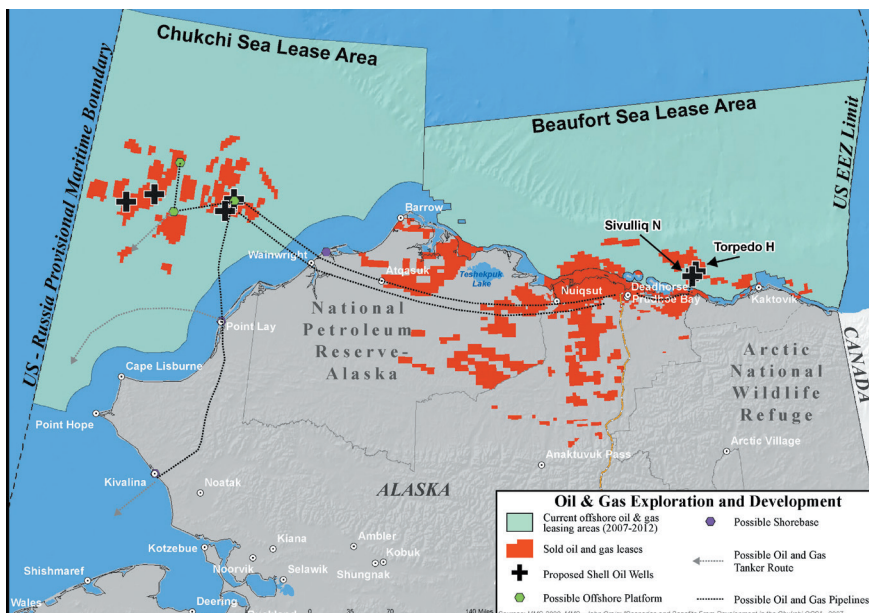 Chukchi Sea Lease Area
US - Russia Provisional Maritime Boundary
Beaufort Sea Lease Area
US EEZ Limit
Sivulliq N
Torpedo H
Barrow
Wainwright
Atqasuk
Teshekpuk
Lake
Nuiqsut
Deadhorse
Prudhoe Bay
Kaktovik
National
Petroleum
Reserve-
Alaska
Point Lay
Arctic
National
Wildlife
Refuge
CANADA
Cape Lisburne
Point Hope
Arctic Village
Anaktuvuk Pass
Kivalina
Noatak
ALASKA
Kotzebue
Kiana
Ambler
Kobuk
Noorvik
Selawik
Shungnak
Shishmaref
Wales
Deering
140 Miles
Oil & Gas Exploration and Development
Current offshore oil & gas
leasing areas (2007-2012)
Sold oil and gas leases
Proposed Shell Oil Wells
Possible Offshore Platform
Possible Shorebase
Possible Oil and Gas
Tanker Route
Possible Oil and Gas Pipelines